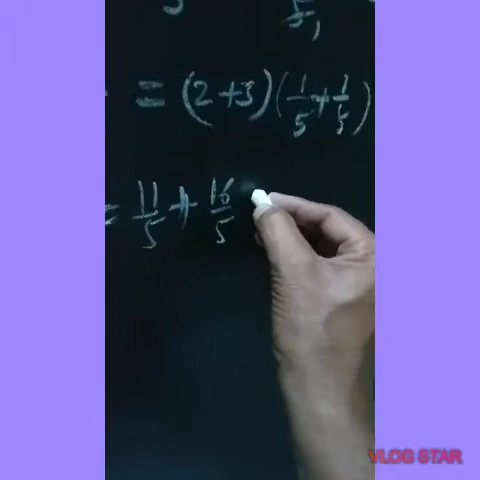 = (2+3)(1/5+1/5)
= 11/5 + 16/5
VLOG STAR